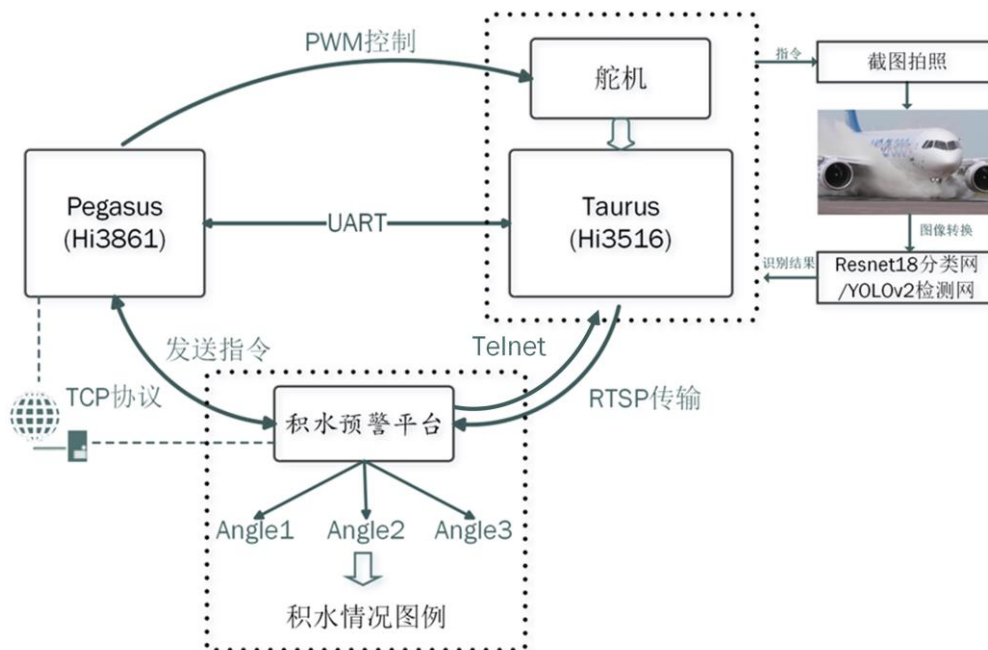 PWM控制
舵机
指令
截图拍照
Pegasus
(Hi3861)
UART
Taurus
(Hi3516)
图像转换
识别结果
Resnet18分类网
/YOLOv2检测网
发送指令
Telnet
TCP协议
RTSP传输
积水预警平台
Angle1
Angle2
Angle3
积水情况图例